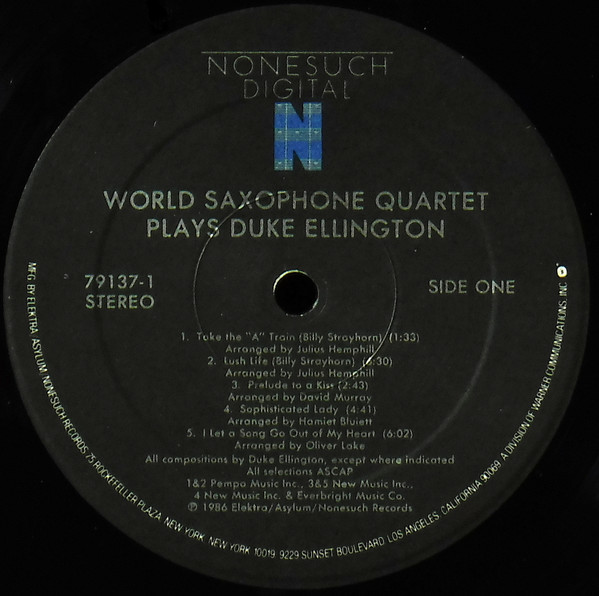 NONESUCH
DIGITAL
N
WORLD SAXOPHONE QUARTET
PLAYS DUKE ELLINGTON
79137-1
STEREO
SIDE ONE
1. Take the "A" Train (Billy Strayhorn) (1:33)
Arranged by Julius Hemphill
2. Lush Life (Billy Strayhorn) (6:30)
Arranged by Julius Hemphill
3. Prelude to a Kiss (2:43)
Arranged by David Murray
4. Sophisticated Lady (4:41)
Arranged by Hamiet Bluiett
5. I Let a Song Go Out of My Heart (6:02)
Arranged by Oliver Lake
All compositions by Duke Ellington, except where indicated
All selections ASCAP
1&2 Tempo Music Inc., 3&5 New Music Inc.,
4 New Music Inc. & Everbright Music Co.
℗ 1986 Elektra/Asylum/Nonesuch Records
MFG. BY ELEKTRA ASYLUM NONESUCH RECORDS 75 ROCKEFELLER PLAZA, NEW YORK, NEW YORK 10019 9229 SUNSET BOULEVARD LOS ANGELES, CALIFORNIA 90069 A DIVISION OF WARNER COMMUNICATIONS, INC.